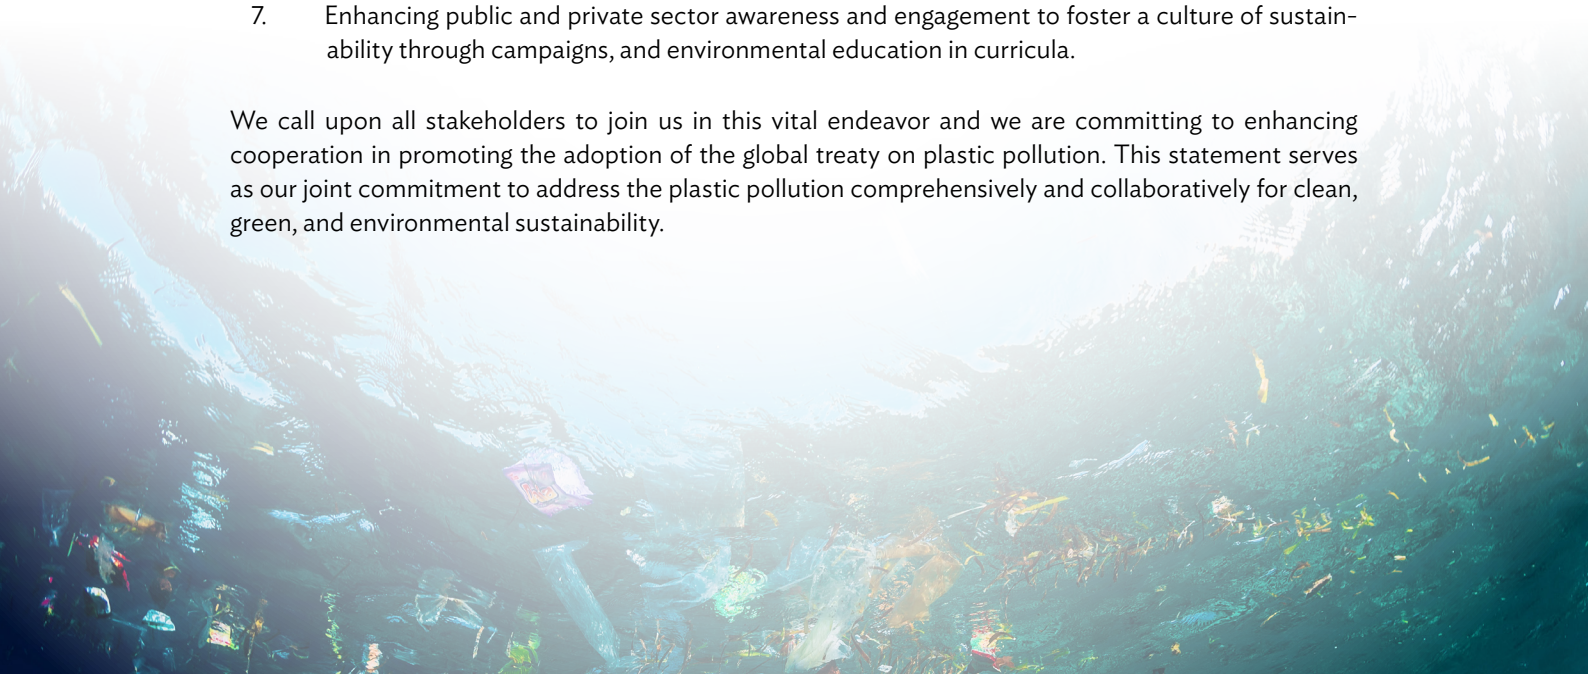 7. Enhancing public and private sector awareness and engagement to foster a culture of sustain-
ability through campaigns, and environmental education in curricula.
We call upon all stakeholders to join us in this vital endeavor and we are committing to enhancing
cooperation in promoting the adoption of the global treaty on plastic pollution. This statement serves
as our joint commitment to address the plastic pollution comprehensively and collaboratively for clean,
green, and environmental sustainability.